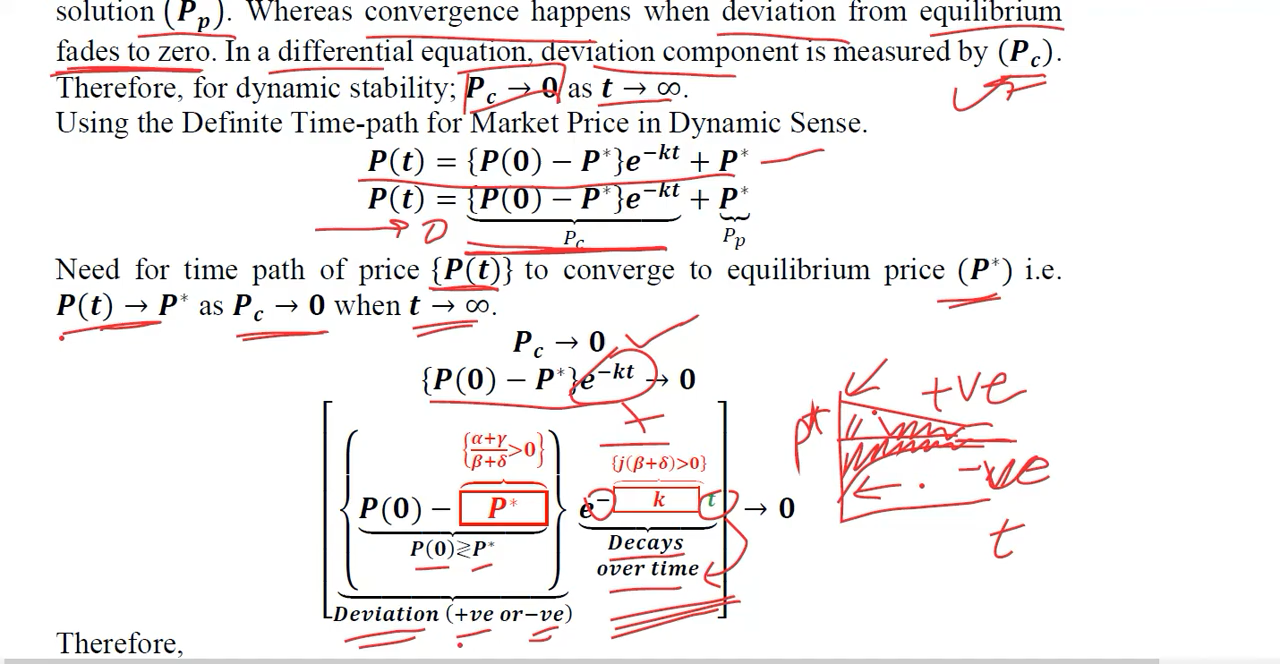 solution (P_p). Whereas convergence happens when deviation from equilibrium
fades to zero. In a differential equation, deviation component is measured by (P_c).
Therefore, for dynamic stability; P_c → 0 as t → ∞.
Using the Definite Time-path for Market Price in Dynamic Sense.
P(t) = {P(0) − P*}e^{−kt} + P*
P(t) = {P(0) − P*}e^{−kt} + P*
→ 0
P_c P_p
Need for time path of price {P(t)} to converge to equilibrium price (P*) i.e.
P(t) → P* as P_c → 0 when t → ∞.
P_c → 0
{P(0) − P*}e^{−kt} → 0
{α+γ/β+δ >0} {j(β+δ)>0}
P(0) − P* e^− k t → 0
P(0)≷P* Decays
over time
Deviation (+ve or−ve)
+ve
P*
−ve
t
Therefore,